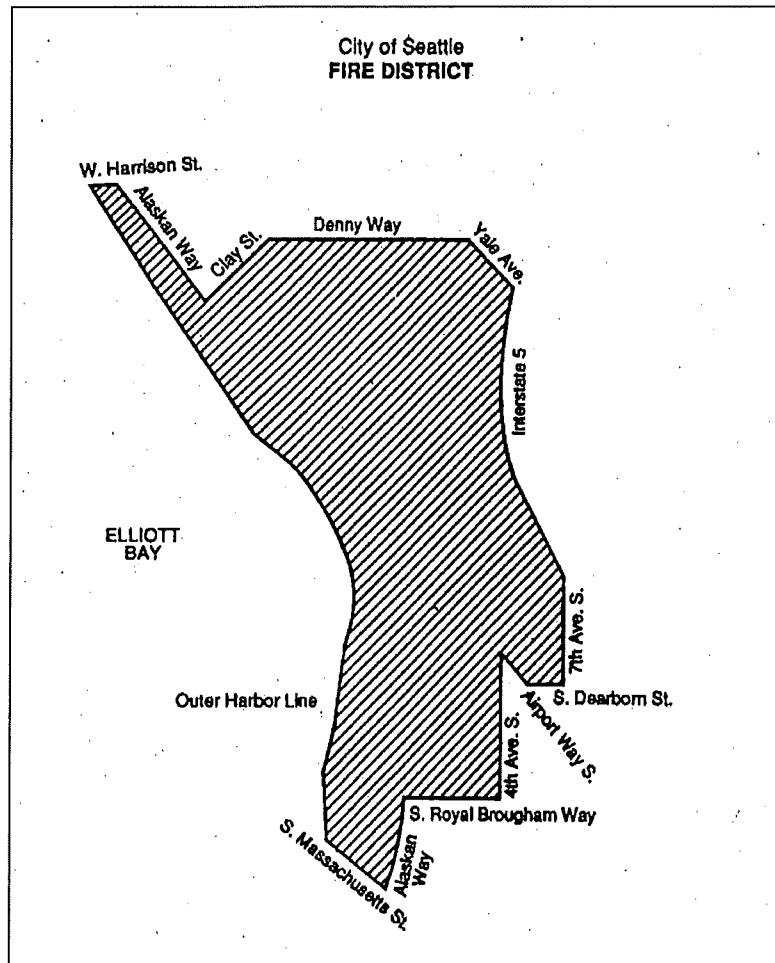 City of Seattle
FIRE DISTRICT
W. Harrison St.
Alaskan Way
Clay St.
Denny Way
Yale Ave.
Interstate 5
ELLIOTT
BAY
7th Ave. S.
Outer Harbor Line
S. Dearborn St.
Airport Way S.
4th Ave. S.
S. Royal Brougham Way
S. Massachusetts St.
Alaskan
Way